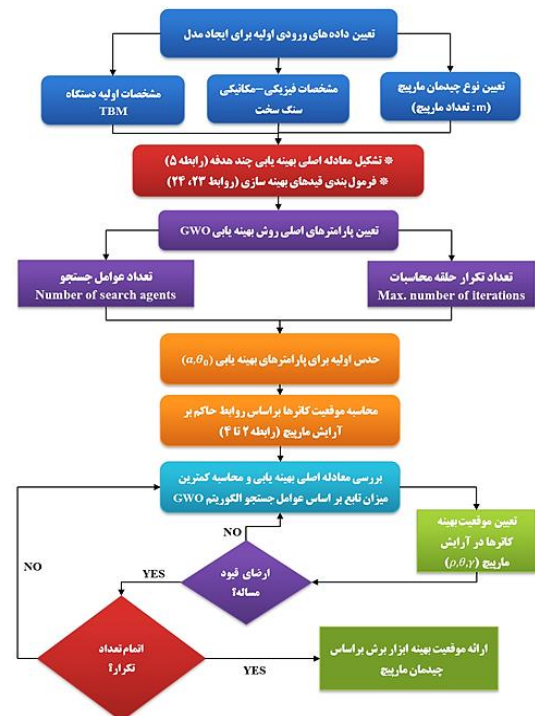 تعیین داده های ورودی اولیه برای ایجاد مدل
تعیین نوع چیدمان مارپیچ
(m: تعداد مارپیچ)
مشخصات فیزیکی-مکانیکی
سنگ سخت
مشخصات اولیه دستگاه
TBM
※ تشکیل معادله اصلی بهینه یابی چند هدفه (رابطه ۵)
※ فرمول بندی قیدهای بهینه سازی (روابط ۲۳، ۲۴)
تعیین پارامترهای اصلی روش بهینه یابی GWO
تعداد تکرار حلقه محاسبات
Max. number of iterations
تعداد عوامل جستجو
Number of search agents
حدس اولیه برای پارامترهای بهینه یابی (α,θ₀)
محاسبه موقعیت کاترها براساس روابط حاکم بر
آرایش مارپیچ (رابطه ۲ تا ۴)
بررسی معادله اصلی بهینه یابی و محاسبه کمترین
میزان تابع بر اساس عوامل جستجو الگوریتم GWO
تعیین موقعیت بهینه
کاترها در آرایش
مارپیچ (ρ,θ,γ)
NO
ارضای قیود
مساله؟
YES
NO
اتمام تعداد
تکرار؟
YES
ارائه موقعیت بهینه ابزار برش براساس
چیدمان مارپیچ